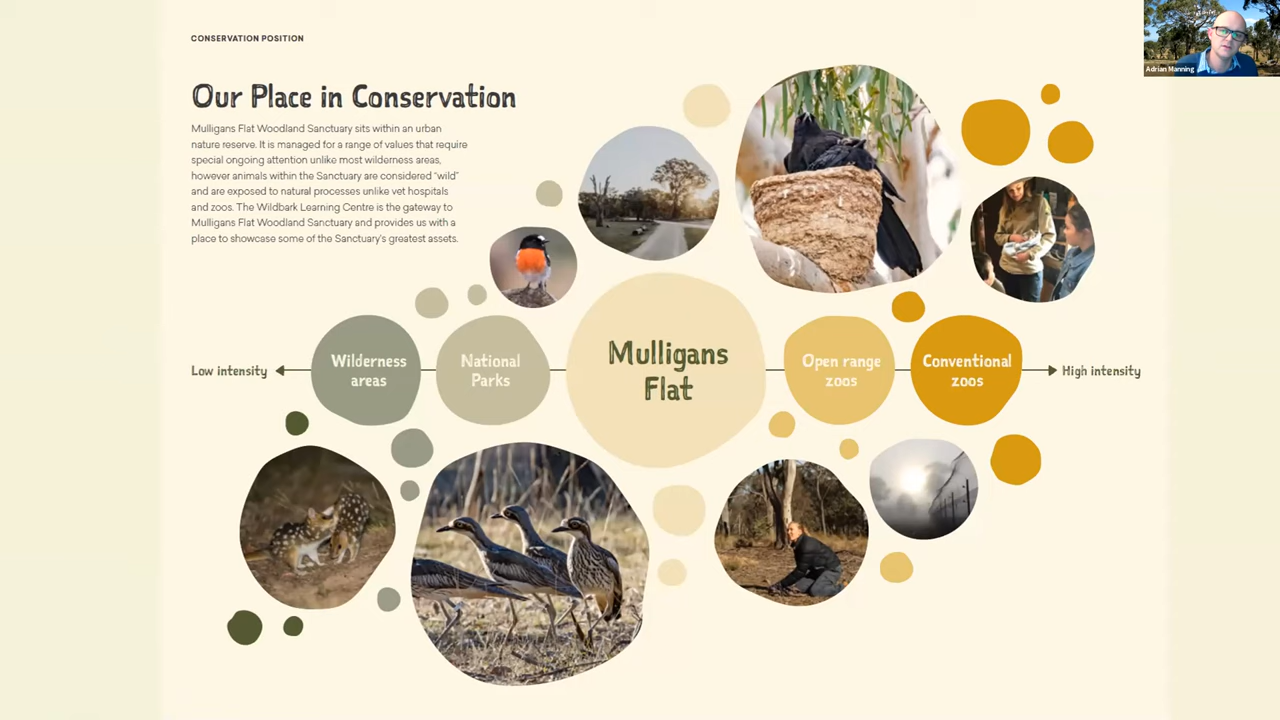 CONSERVATION POSITION
Our Place in Conservation
Mulligans Flat Woodland Sanctuary sits within an urban
nature reserve. It is managed for a range of values that require
special ongoing attention unlike most wilderness areas,
however animals within the Sanctuary are considered "wild"
and are exposed to natural processes unlike vet hospitals
and zoos. The Wildbark Learning Centre is the gateway to
Mulligans Flat Woodland Sanctuary and provides us with a
place to showcase some of the Sanctuary's greatest assets.
Adrian Manning
Low intensity
Wilderness
areas
National
Parks
Mulligans
Flat
Open range
zoos
Conventional
zoos
High intensity